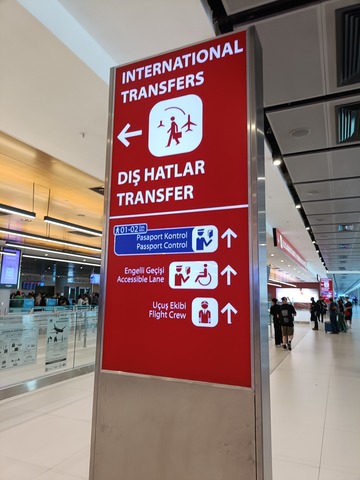 INTERNATIONAL
TRANSFERS
DIŞ HATLAR
TRANSFER
01-02
Pasaport Kontrol
Passport Control
Engelli Geçişi
Accessible Lane
Uçuş Ekibi
Flight Crew